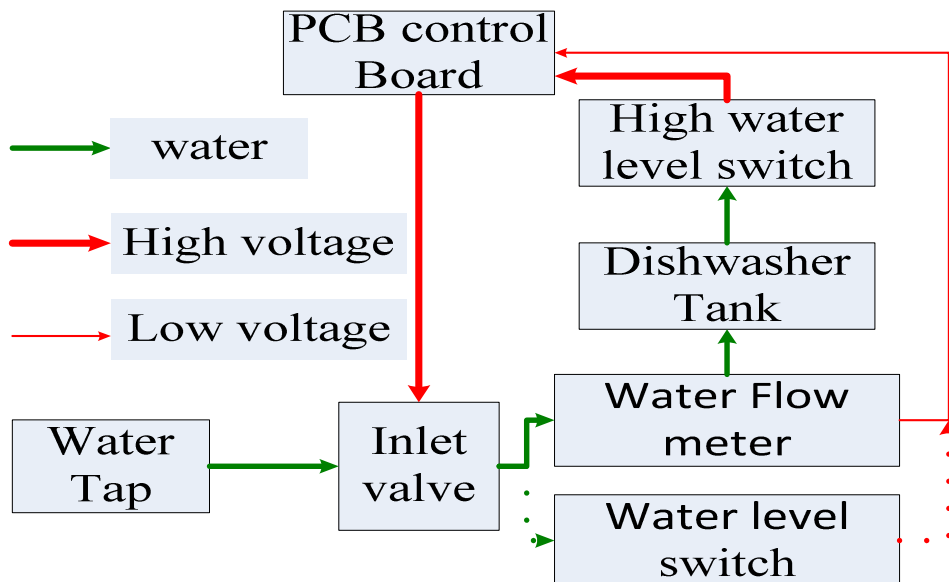 PCB control
Board
water
High voltage
Low voltage
High water
level switch
Dishwasher
Tank
Water
Tap
Inlet
valve
Water Flow
meter
Water level
switch